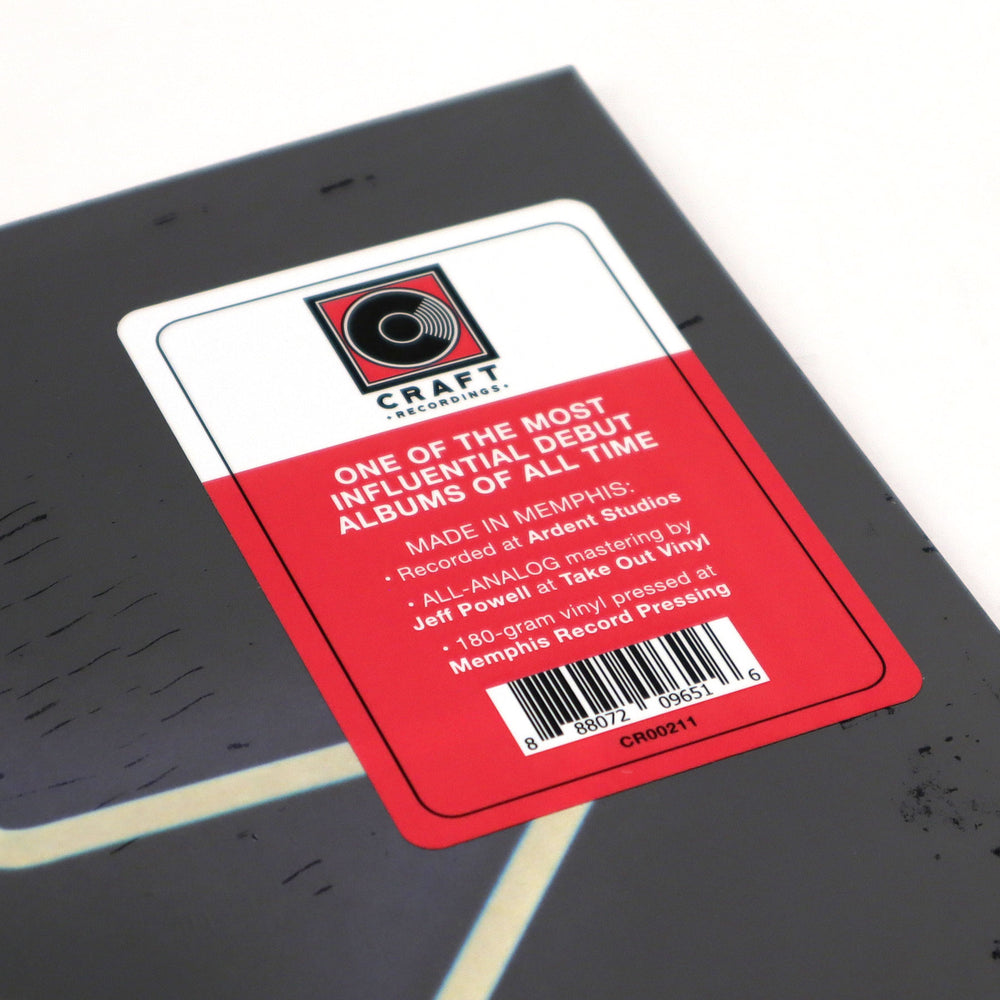 CRAFT
• RECORDINGS •
ONE OF THE MOST
INFLUENTIAL DEBUT
ALBUMS OF ALL TIME
MADE IN MEMPHIS:
• Recorded at Ardent Studios
• ALL-ANALOG mastering by
Jeff Powell at Take Out Vinyl
• 180-gram vinyl pressed at
Memphis Record Pressing
8 88072 09651 6
CR00211